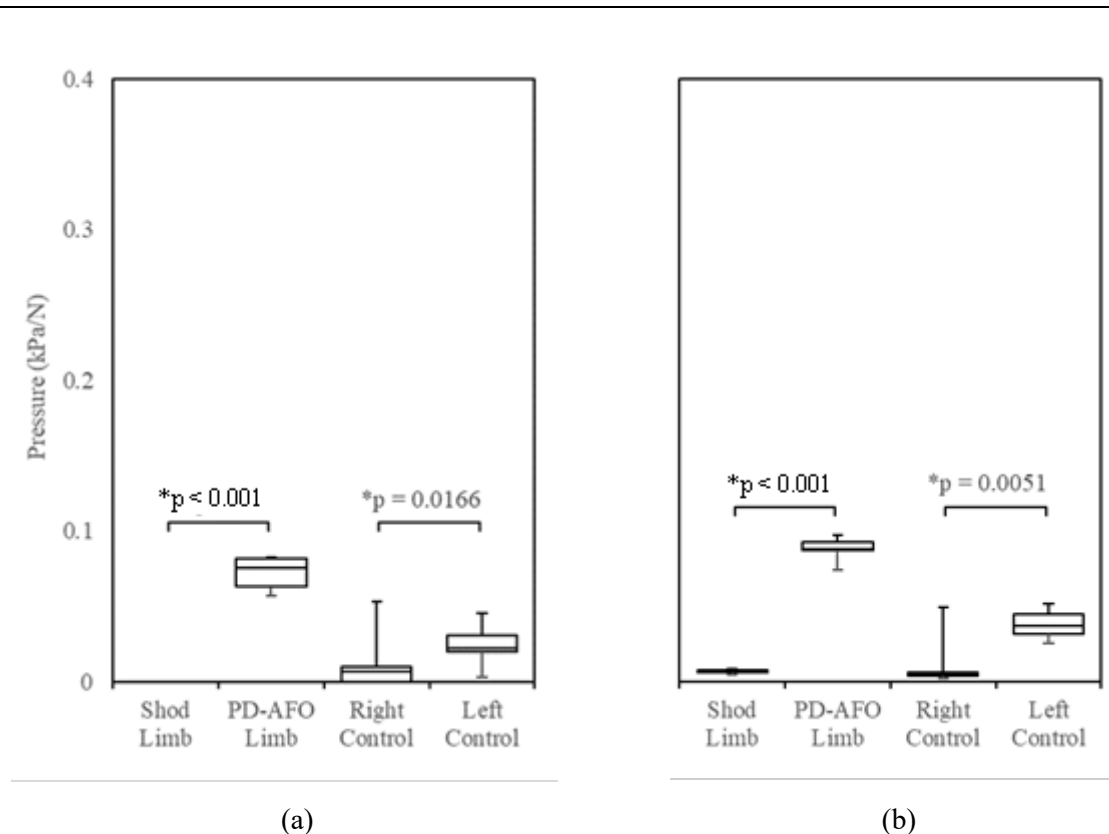 0.4
0.3
0.2
0.1
0
Pressure (kPa/N)
*p < 0.001
*p = 0.0166
Shod Limb
PD-AFO Limb
Right Control
Left Control
(a)
*p < 0.001
*p = 0.0051
Shod Limb
PD-AFO Limb
Right Control
Left Control
(b)